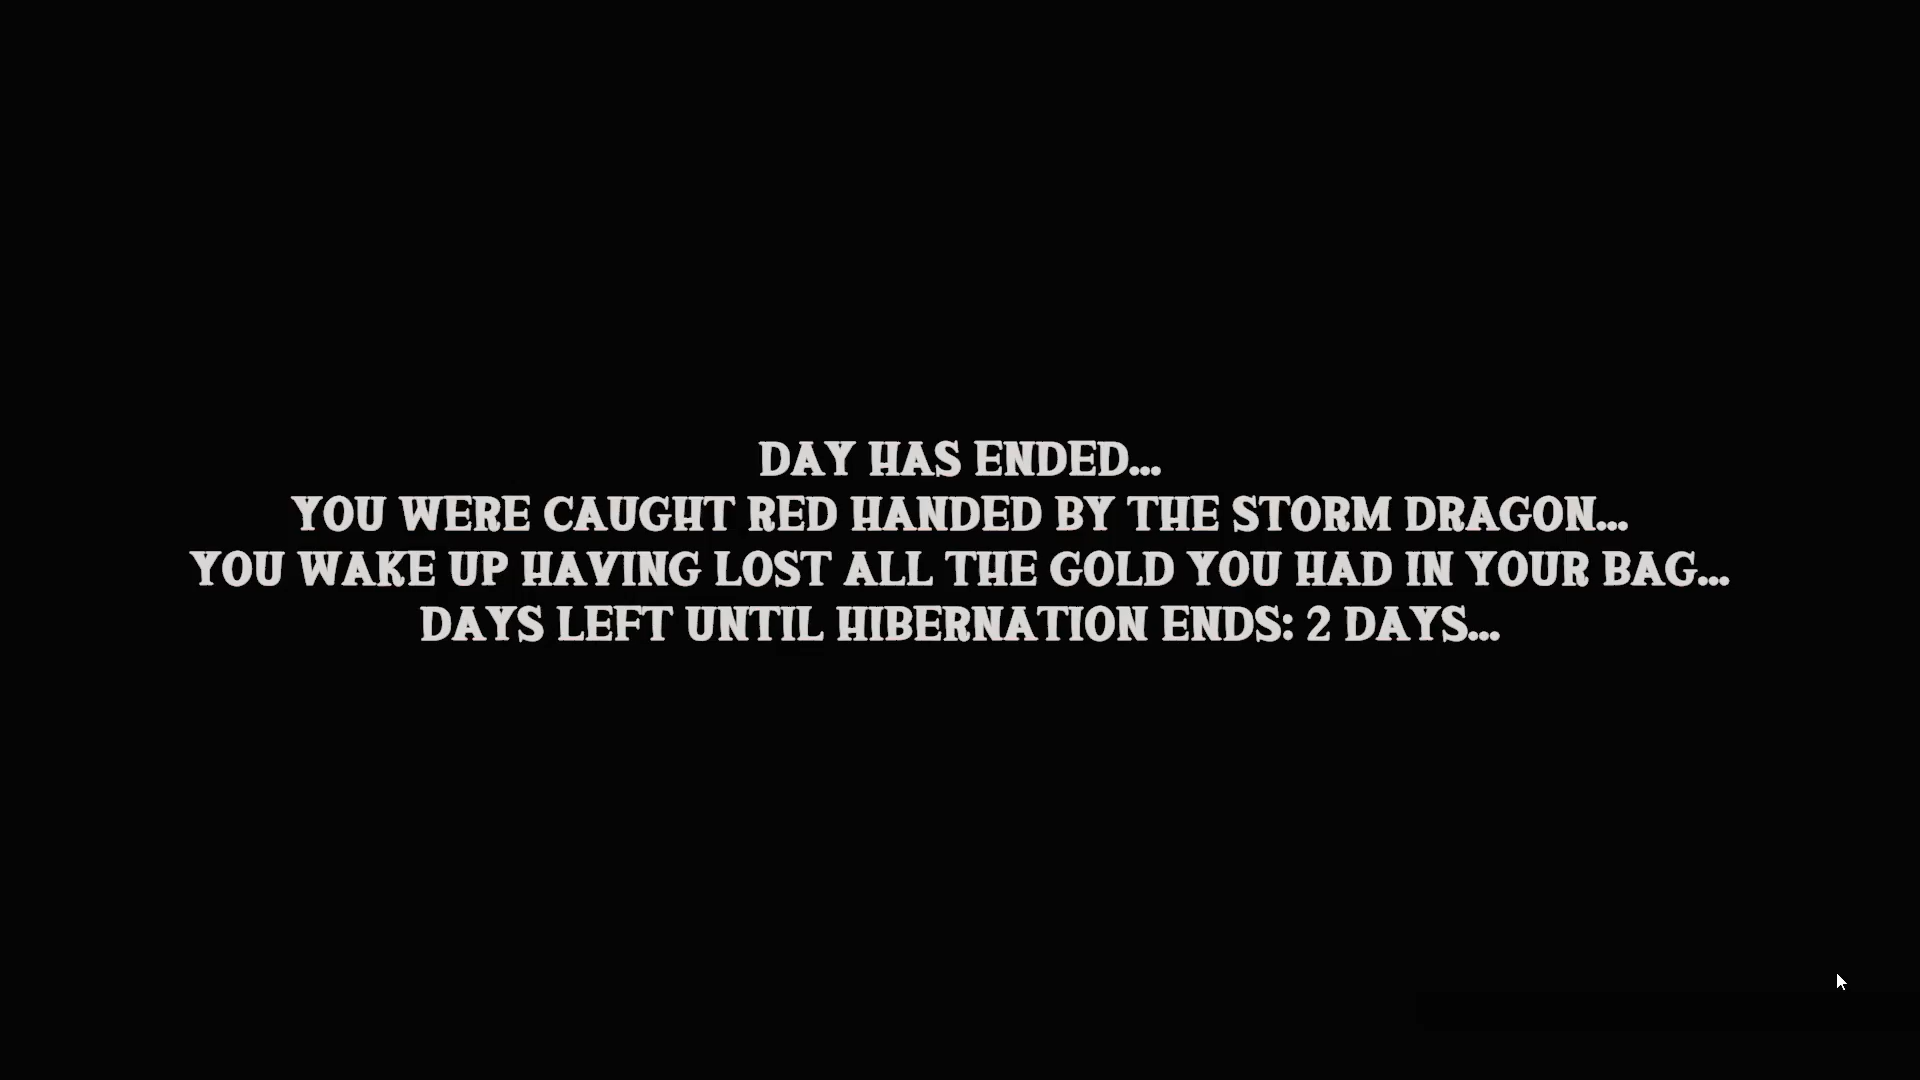 DAY HAS ENDED...
YOU WERE CAUGHT RED HANDED BY THE STORM DRAGON...
YOU WAKE UP HAVING LOST ALL THE GOLD YOU HAD IN YOUR BAG...
DAYS LEFT UNTIL HIBERNATION ENDS: 2 DAYS...